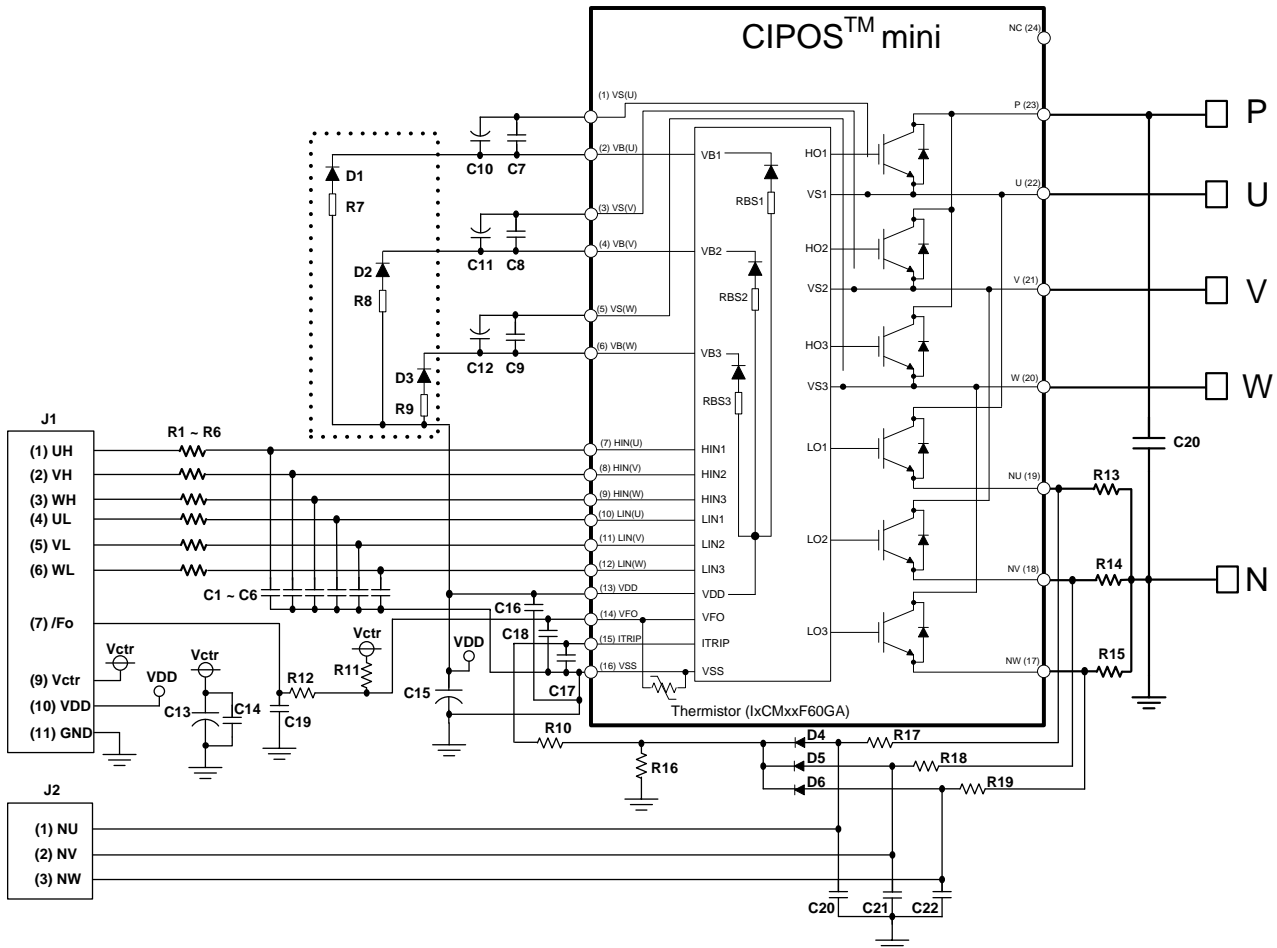 CIPOS™ mini
NC (24)
(1) VS(U)
P (23)
P
(2) VB(U)
VB1
HO1
D1
C10
C7
R7
RBS1
VS1
U (22)
U
(3) VS(V)
(4) VB(V)
VB2
HO2
D2
C11
C8
R8
RBS2
VS2
V (21)
V
(5) VS(W)
(6) VB(W)
VB3
HO3
D3
C12
C9
R9
RBS3
VS3
W (20)
W
J1
R1 ~ R6
C20
(1) UH
(7) HIN(U)
HIN1
LO1
(2) VH
(8) HIN(V)
HIN2
NU (19)
R13
(3) WH
(9) HIN(W)
HIN3
(4) UL
(10) LIN(U)
LIN1
(5) VL
(11) LIN(V)
LIN2
LO2
(6) WL
(12) LIN(W)
LIN3
NV (18)
R14
N
C1 ~ C6
(13) VDD
VDD
C16
(7) /Fo
(14) VFO
VFO
LO3
C18
Vctr
(15) ITRIP
ITRIP
Vctr
Vctr
R11
VDD
(16) VSS
VSS
NW (17)
R15
(9) Vctr
VDD
R12
C15
C17
(10) VDD
C13
C14
C19
Thermistor (IxCMxxF60GA)
(11) GND
R10
D4
R17
R16
D5
R18
D6
R19
J2
(1) NU
(2) NV
(3) NW
C20
C21
C22